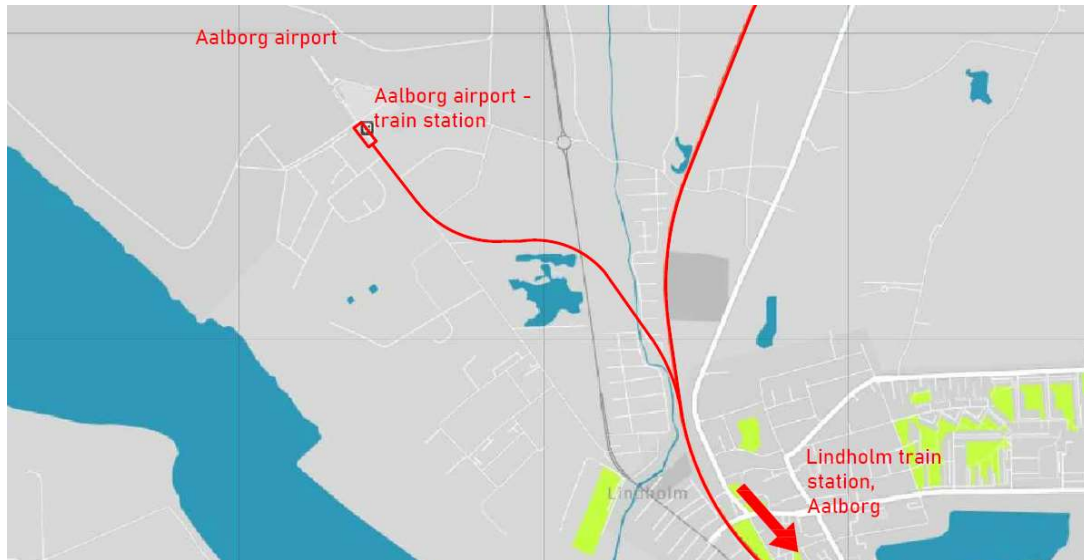 Aalborg airport
Aalborg airport -
train station
Lindholm train
station,
Aalborg
Lindholm